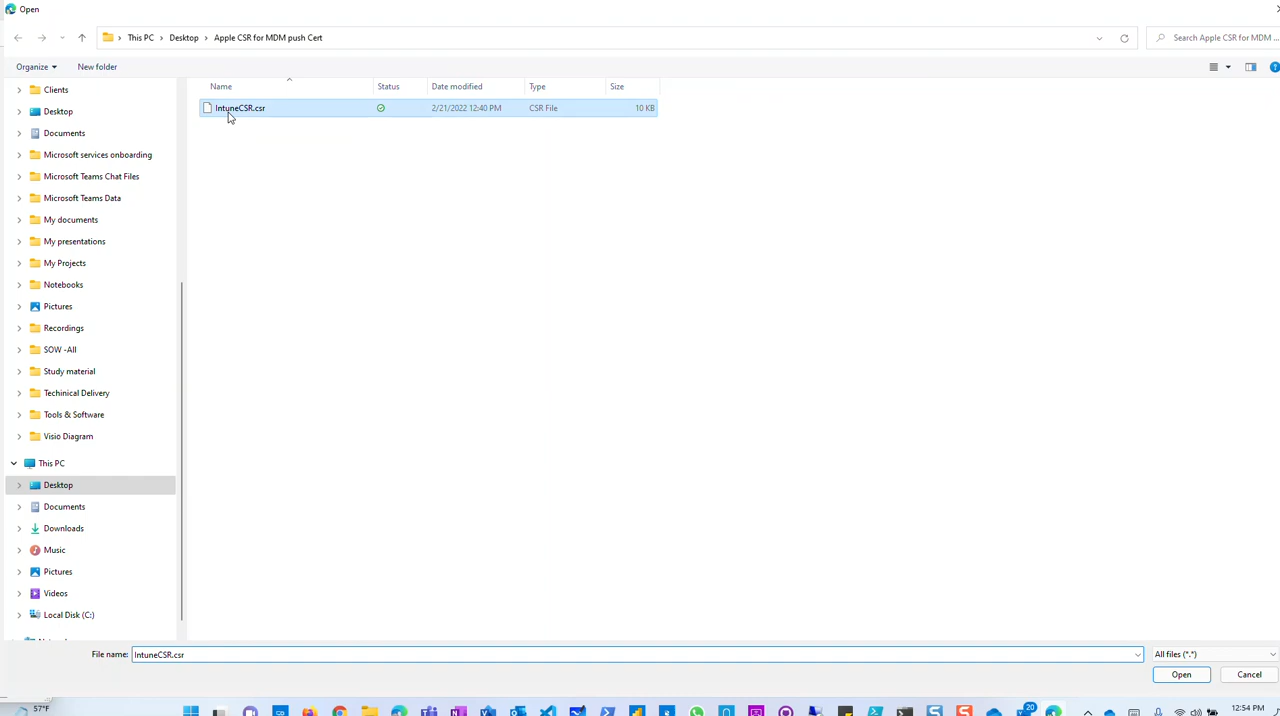 Open
This PC > Desktop > Apple CSR for MDM push Cert
Search Apple CSR for MDM ...
Organize
New folder
Name
Status
Date modified
Type
Size
IntuneCSR.csr
2/21/2022 12:40 PM
CSR File
10 KB
Clients
Desktop
Documents
Microsoft services onboarding
Microsoft Teams Chat Files
Microsoft Teams Data
My documents
My presentations
My Projects
Notebooks
Pictures
Recordings
SOW -All
Study material
Techinical Delivery
Tools & Software
Visio Diagram
This PC
Desktop
Documents
Downloads
Music
Pictures
Videos
Local Disk (C:)
File name:
IntuneCSR.csr
All files (*.*)
Open
Cancel
57°F
20
12:54 PM